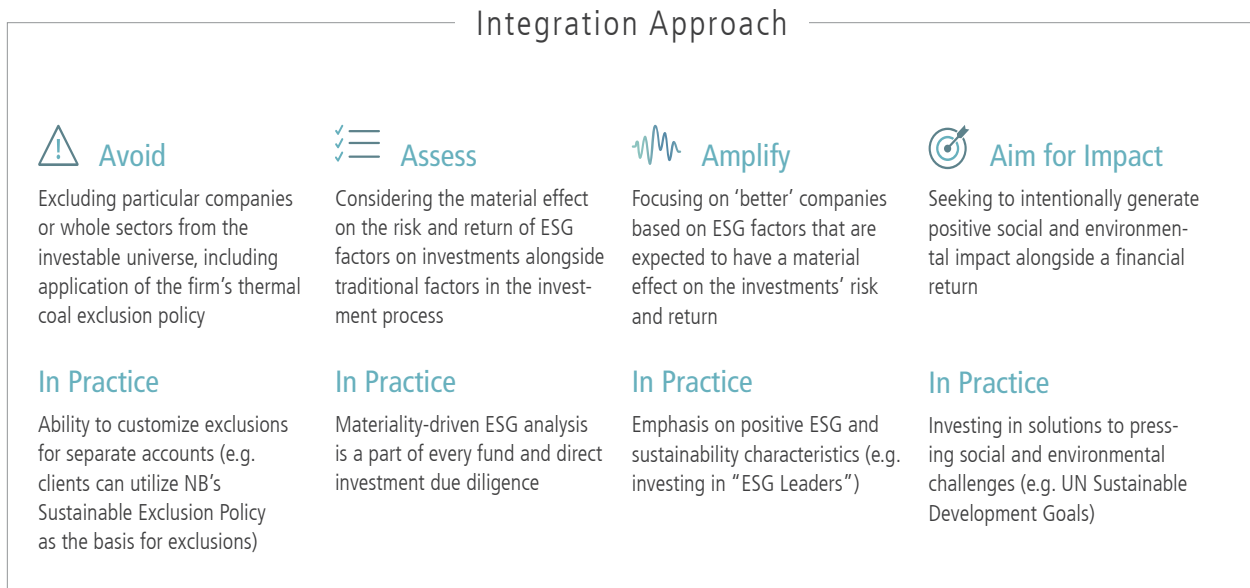 Integration Approach
Avoid
Excluding particular companies
or whole sectors from the
investable universe, including
application of the firm’s thermal
coal exclusion policy
In Practice
Ability to customize exclusions
for separate accounts (e.g.
clients can utilize NB’s
Sustainable Exclusion Policy
as the basis for exclusions)
Assess
Considering the material effect
on the risk and return of ESG
factors on investments alongside
traditional factors in the invest-
ment process
In Practice
Materiality-driven ESG analysis
is a part of every fund and direct
investment due diligence
Amplify
Focusing on ‘better’ companies
based on ESG factors that are
expected to have a material
effect on the investments’ risk
and return
In Practice
Emphasis on positive ESG and
sustainability characteristics (e.g.
investing in “ESG Leaders”)
Aim for Impact
Seeking to intentionally generate
positive social and environmen-
tal impact alongside a financial
return
In Practice
Investing in solutions to press-
ing social and environmental
challenges (e.g. UN Sustainable
Development Goals)